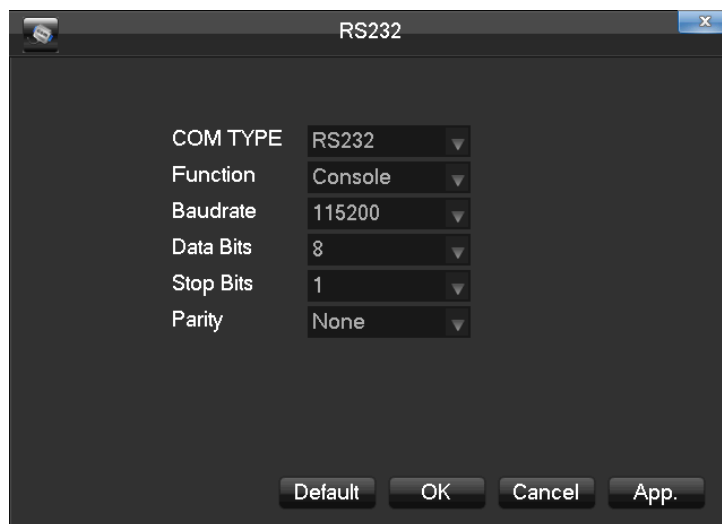 RS232
COM TYPE RS232
Function Console
Baudrate 115200
Data Bits 8
Stop Bits 1
Parity None
Default OK Cancel App.